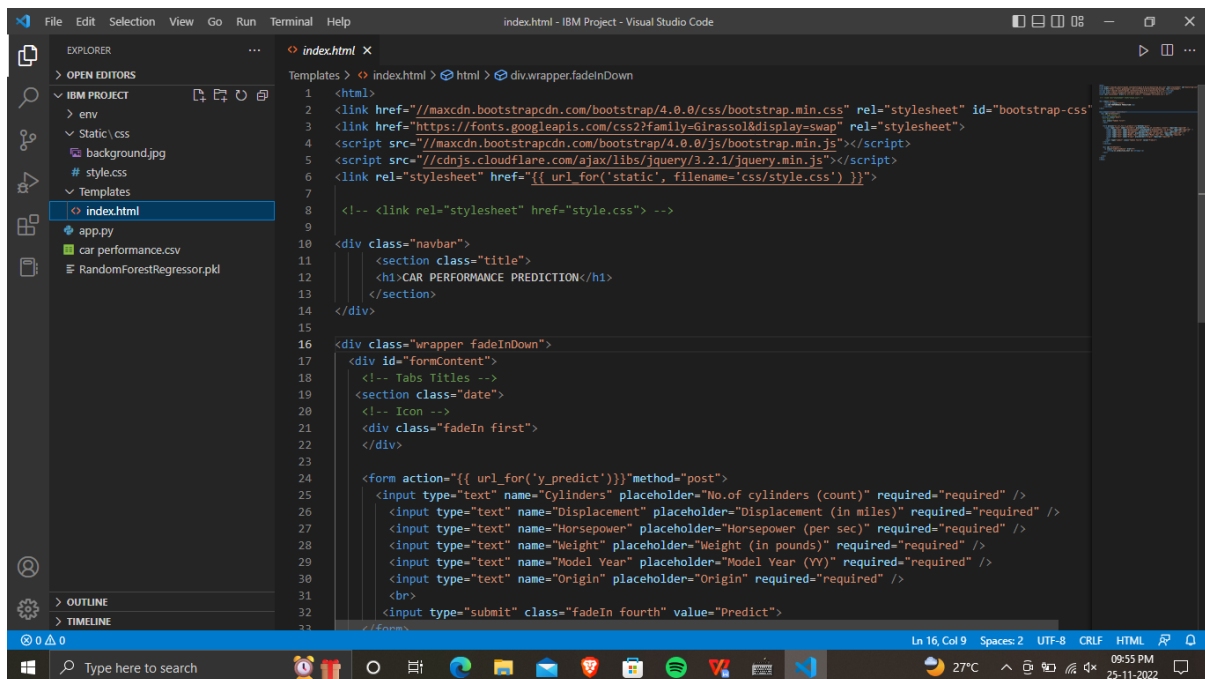 File Edit Selection View Go Run Terminal Help index.html - IBM Project - Visual Studio Code
EXPLORER
index.html
OPEN EDITORS
Templates > index.html > html > div.wrapper.fadeInDown
IBM PROJECT
env
Static\css
background.jpg
# style.css
Templates
index.html
app.py
car performance.csv
RandomForestRegressor.pkl
OUTLINE
TIMELINE
1 <html>
2 <link href="//maxcdn.bootstrapcdn.com/bootstrap/4.0.0/css/bootstrap.min.css" rel="stylesheet" id="bootstrap-css"
3 <link href="https://fonts.googleapis.com/css2?family=Girassol&display=swap" rel="stylesheet">
4 <script src="//maxcdn.bootstrapcdn.com/bootstrap/4.0.0/js/bootstrap.min.js"></script>
5 <script src="//cdnjs.cloudflare.com/ajax/libs/jquery/3.2.1/jquery.min.js"></script>
6 <link rel="stylesheet" href="{{ url_for('static', filename='css/style.css') }}">
7
8 <!-- <link rel="stylesheet" href="style.css"> -->
9
10 <div class="navbar">
11 <section class="title">
12 <h1>CAR PERFORMANCE PREDICTION</h1>
13 </section>
14 </div>
15
16 <div class="wrapper fadeInDown">
17 <div id="formContent">
18 <!-- Tabs Titles -->
19 <section class="date">
20 <!-- Icon -->
21 <div class="fadeIn first">
22 </div>
23
24 <form action="{{ url_for('y_predict')}}"method="post">
25 <input type="text" name="Cylinders" placeholder="No.of cylinders (count)" required="required" />
26 <input type="text" name="Displacement" placeholder="Displacement (in miles)" required="required" />
27 <input type="text" name="Horsepower" placeholder="Horsepower (per sec)" required="required" />
28 <input type="text" name="Weight" placeholder="Weight (in pounds)" required="required" />
29 <input type="text" name="Model Year" placeholder="Model Year (YY)" required="required" />
30 <input type="text" name="Origin" placeholder="Origin" required="required" />
31 <br>
32 <input type="submit" class="fadeIn fourth" value="Predict">
33 </form>
0 0 Ln 16, Col 9 Spaces: 2 UTF-8 CRLF HTML
Type here to search 27°C 09:55 PM
25-11-2022